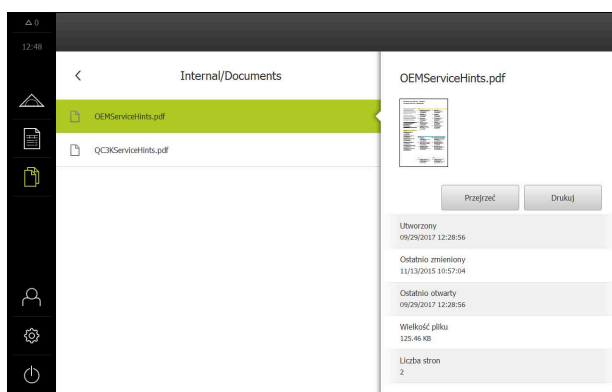 0
12:48
Internal/Documents
OEMServiceHints.pdf
QC3KServiceHints.pdf
OEMServiceHints.pdf
Przejrzeć
Drukuj
Utworzony
09/29/2017 12:28:56
Ostatnio zmieniony
11/13/2015 10:57:04
Ostatnio otwarty
09/29/2017 12:28:56
Wielkość pliku
125.46 KB
Liczba stron
2